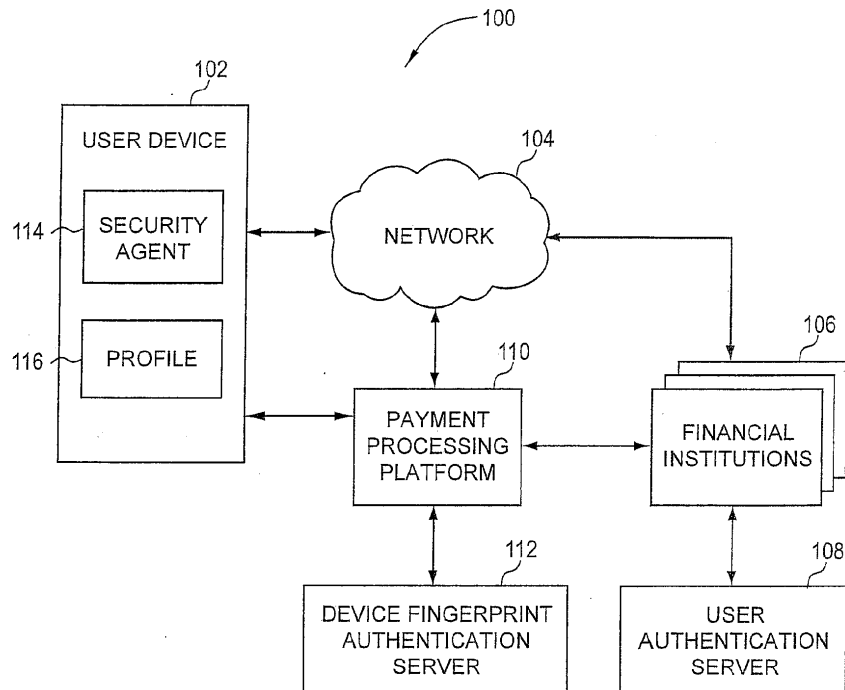 100
102
USER DEVICE
104
114
SECURITY
AGENT
NETWORK
116
PROFILE
110
106
PAYMENT
PROCESSING
PLATFORM
FINANCIAL
INSTITUTIONS
112
108
DEVICE FINGERPRINT
AUTHENTICATION
SERVER
USER
AUTHENTICATION
SERVER